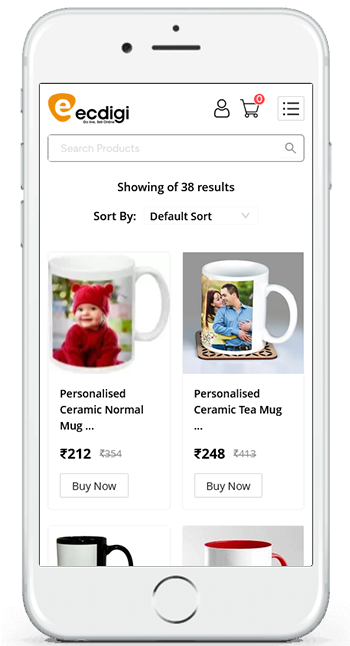 ecdigi
Go live, Sell Online
0
Search Products
Showing of 38 results
Sort By: Default Sort
Personalised
Ceramic Normal
Mug ...
₹212 ₹354
Buy Now
Personalised
Ceramic Tea Mug
...
₹248 ₹413
Buy Now